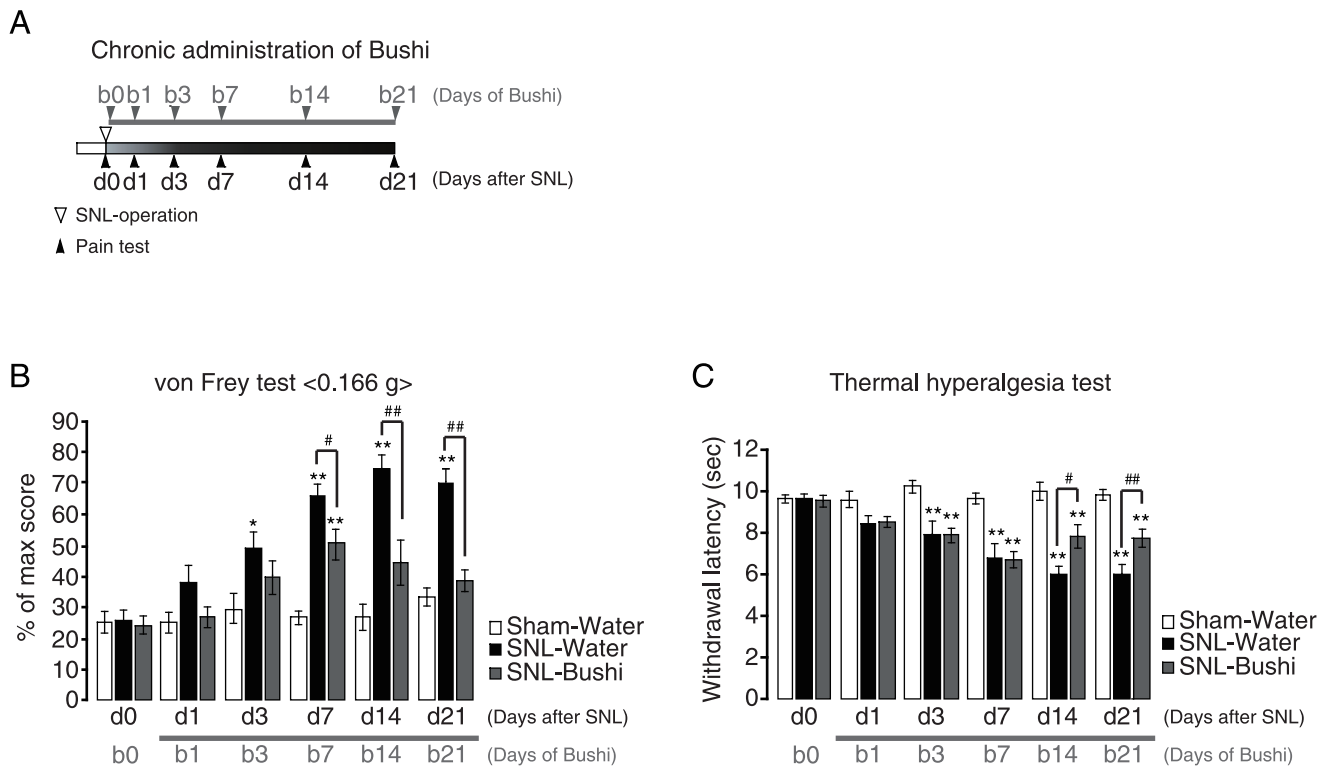 A
Chronic administration of Bushi
b0 b1 b3 b7 b14 b21 (Days of Bushi)
d0 d1 d3 d7 d14 d21 (Days after SNL)
SNL-operation
Pain test
B
von Frey test <0.166 g>
% of max score
90
80
70
60
50
40
30
20
10
0
*
**
#
**
**
##
**
##
Sham-Water
SNL-Water
SNL-Bushi
d0 d1 d3 d7 d14 d21 (Days after SNL)
b0 b1 b3 b7 b14 b21 (Days of Bushi)
C
Thermal hyperalgesia test
Withdrawal latency (sec)
12
10
8
6
4
2
0
** **
** **
#
** **
##
** **
Sham-Water
SNL-Water
SNL-Bushi
d0 d1 d3 d7 d14 d21 (Days after SNL)
b0 b1 b3 b7 b14 b21 (Days of Bushi)